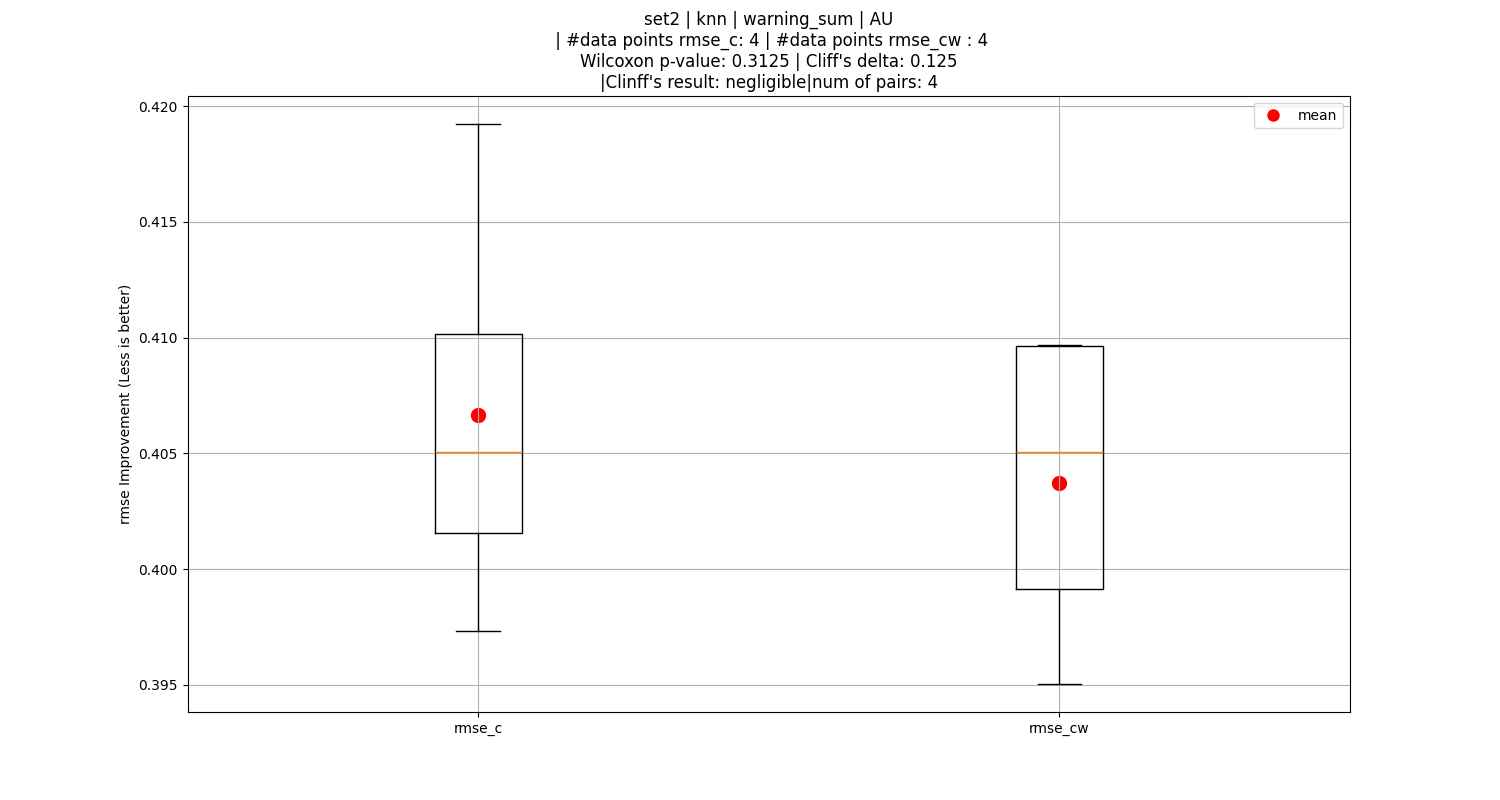 set2 | knn | warning_sum | AU
| #data points rmse_c: 4 | #data points rmse_cw : 4
Wilcoxon p-value: 0.3125 | Cliff's delta: 0.125
|Clinff's result: negligible|num of pairs: 4
mean
0.420
0.415
0.410
0.405
0.400
0.395
rmse Improvement (Less is better)
rmse_c
rmse_cw